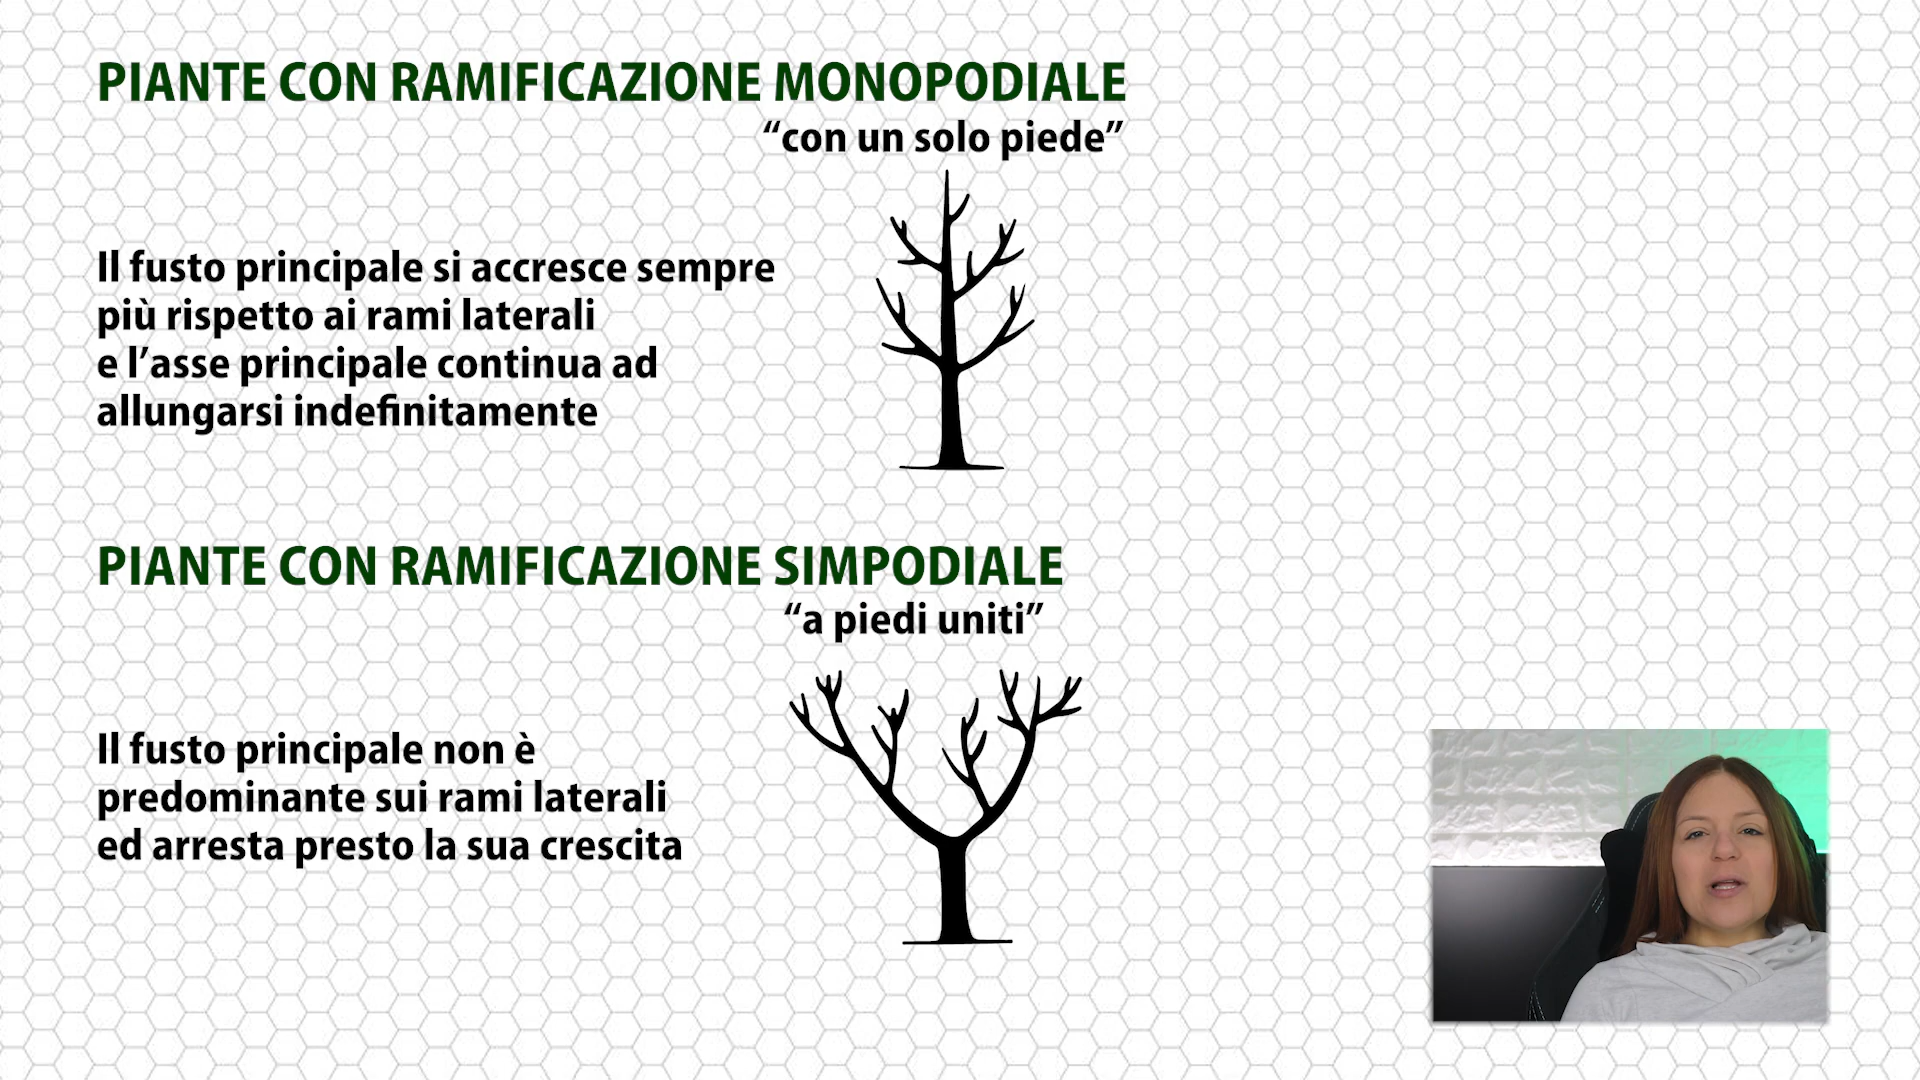 PIANTE CON RAMIFICAZIONE MONOPODIALE
“con un solo piede”
Il fusto principale si accresce sempre
più rispetto ai rami laterali
e l’asse principale continua ad
allungarsi indefinitamente
PIANTE CON RAMIFICAZIONE SIMPODIALE
“a piedi uniti”
Il fusto principale non è
predominante sui rami laterali
ed arresta presto la sua crescita